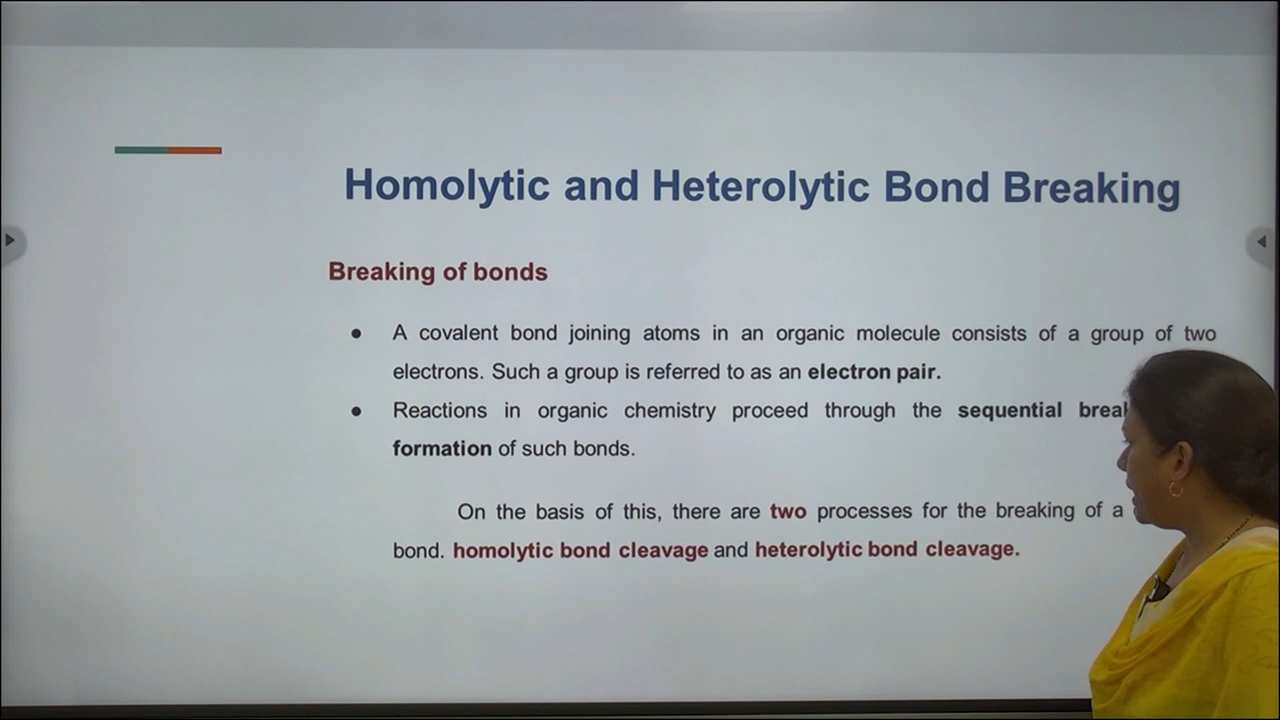 Homolytic and Heterolytic Bond Breaking
Breaking of bonds
● A covalent bond joining atoms in an organic molecule consists of a group of two
electrons. Such a group is referred to as an electron pair.
● Reactions in organic chemistry proceed through the sequential
formation of such bonds.
On the basis of this, there are two processes for the breaking of a
bond. homolytic bond cleavage and heterolytic bond cleavage.